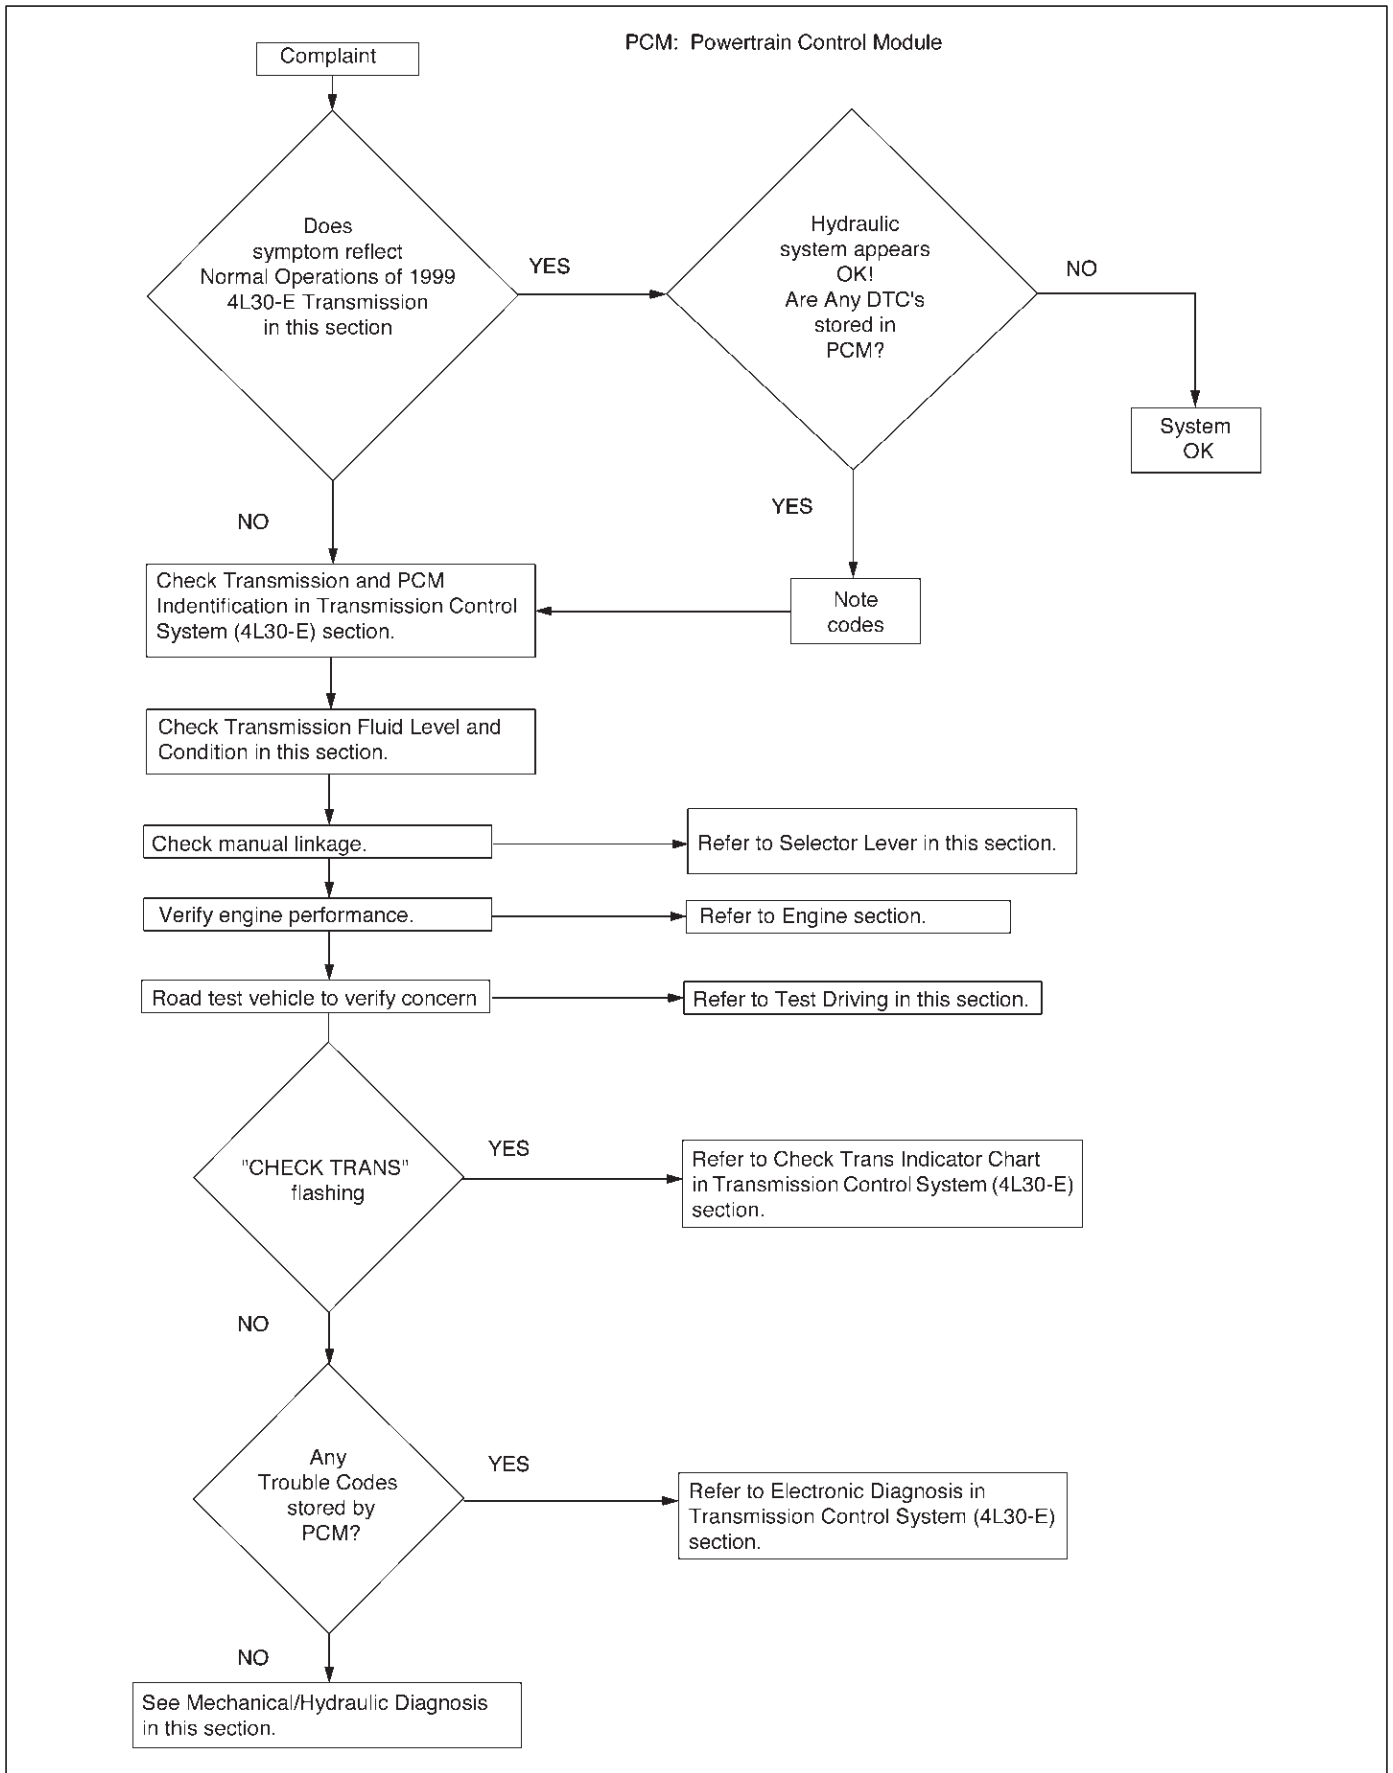 PCM: Powertrain Control Module
Complaint
Does
symptom reflect
Normal Operations of 1999
4L30-E Transmission
in this section
YES
Hydraulic
system appears
OK!
Are Any DTC's
stored in
PCM?
NO
System
OK
YES
Note
codes
NO
Check Transmission and PCM
Indentification in Transmission Control
System (4L30-E) section.
Check Transmission Fluid Level and
Condition in this section.
Check manual linkage.
Refer to Selector Lever in this section.
Verify engine performance.
Refer to Engine section.
Road test vehicle to verify concern
Refer to Test Driving in this section.
"CHECK TRANS"
flashing
YES
Refer to Check Trans Indicator Chart
in Transmission Control System (4L30-E)
section.
NO
Any
Trouble Codes
stored by
PCM?
YES
Refer to Electronic Diagnosis in
Transmission Control System (4L30-E)
section.
NO
See Mechanical/Hydraulic Diagnosis
in this section.